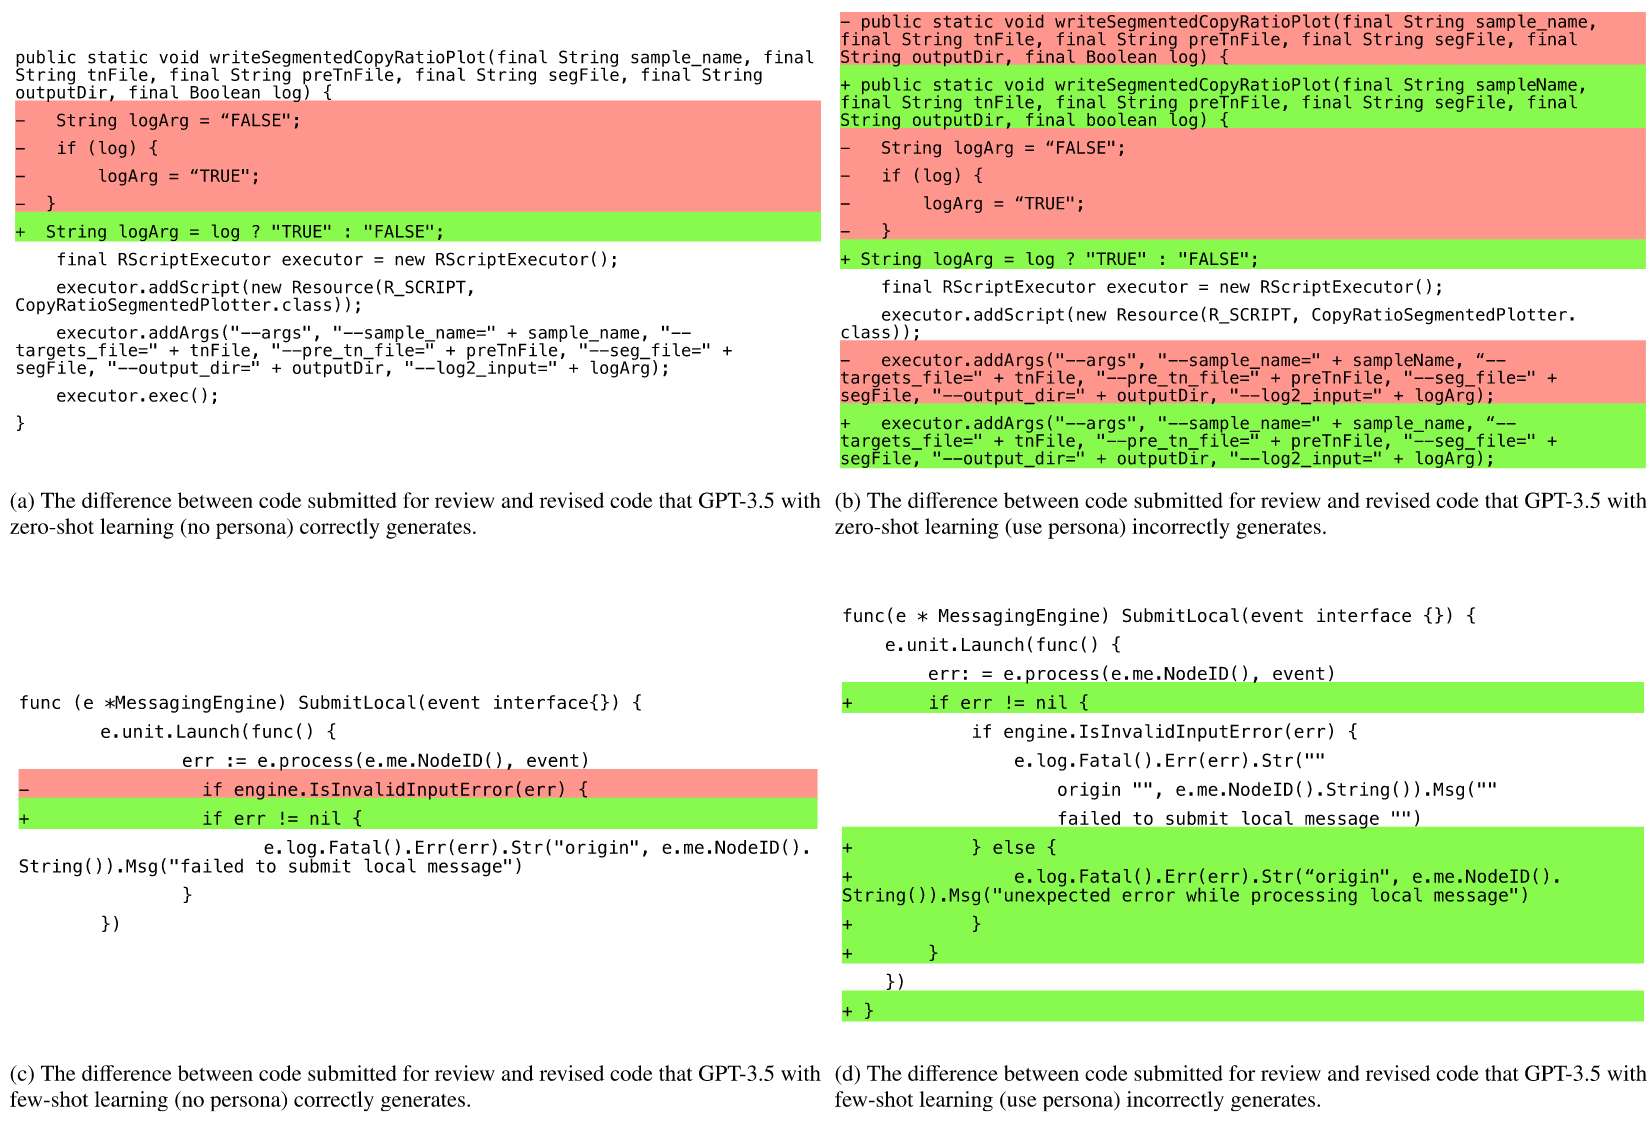 public static void writeSegmentedCopyRatioPlot(final String sample_name, final
String tnFile, final String preTnFile, final String segFile, final String
outputDir, final Boolean log) {
-   String logArg = “FALSE";
-   if (log) {
-       logArg = “TRUE";
-  }
+  String logArg = log ? "TRUE" : "FALSE";
    final RScriptExecutor executor = new RScriptExecutor();
    executor.addScript(new Resource(R_SCRIPT,
CopyRatioSegmentedPlotter.class));
    executor.addArgs("--args", "--sample_name=" + sample_name, "--
targets_file=" + tnFile, "--pre_tn_file=" + preTnFile, "--seg_file=" +
segFile, "--output_dir=" + outputDir, "--log2_input=" + logArg);
    executor.exec();
}
(a) The difference between code submitted for review and revised code that GPT-3.5 with
zero-shot learning (no persona) correctly generates.
- public static void writeSegmentedCopyRatioPlot(final String sample_name,
final String tnFile, final String preTnFile, final String segFile, final
String outputDir, final Boolean log) {
+ public static void writeSegmentedCopyRatioPlot(final String sampleName,
final String tnFile, final String preTnFile, final String segFile, final
String outputDir, final boolean log) {
-   String logArg = “FALSE";
-   if (log) {
-       logArg = “TRUE";
-   }
+ String logArg = log ? "TRUE" : "FALSE";
    final RScriptExecutor executor = new RScriptExecutor();
    executor.addScript(new Resource(R_SCRIPT, CopyRatioSegmentedPlotter.
class));
-   executor.addArgs("--args", "--sample_name=" + sampleName, “--
targets_file=" + tnFile, "--pre_tn_file=" + preTnFile, "--seg_file=" +
segFile, "--output_dir=" + outputDir, "--log2_input=" + logArg);
+   executor.addArgs("--args", "--sample_name=" + sample_name, “--
targets_file=" + tnFile, "--pre_tn_file=" + preTnFile, "--seg_file=" +
segFile, "--output_dir=" + outputDir, "--log2_input=" + logArg);
(b) The difference between code submitted for review and revised code that GPT-3.5 with
zero-shot learning (use persona) incorrectly generates.
func (e *MessagingEngine) SubmitLocal(event interface{}) {
        e.unit.Launch(func() {
                err := e.process(e.me.NodeID(), event)
-                 if engine.IsInvalidInputError(err) {
+                 if err != nil {
                        e.log.Fatal().Err(err).Str("origin", e.me.NodeID().
String()).Msg("failed to submit local message")
                }
        })
(c) The difference between code submitted for review and revised code that GPT-3.5 with
few-shot learning (no persona) correctly generates.
func(e * MessagingEngine) SubmitLocal(event interface {}) {
    e.unit.Launch(func() {
        err: = e.process(e.me.NodeID(), event)
+       if err != nil {
            if engine.IsInvalidInputError(err) {
                e.log.Fatal().Err(err).Str(""
                    origin "", e.me.NodeID().String()).Msg(""
                    failed to submit local message "")
+           } else {
+               e.log.Fatal().Err(err).Str(“origin", e.me.NodeID().
String()).Msg("unexpected error while processing local message")
+           }
+       }
    })
+ }
(d) The difference between code submitted for review and revised code that GPT-3.5 with
few-shot learning (use persona) incorrectly generates.